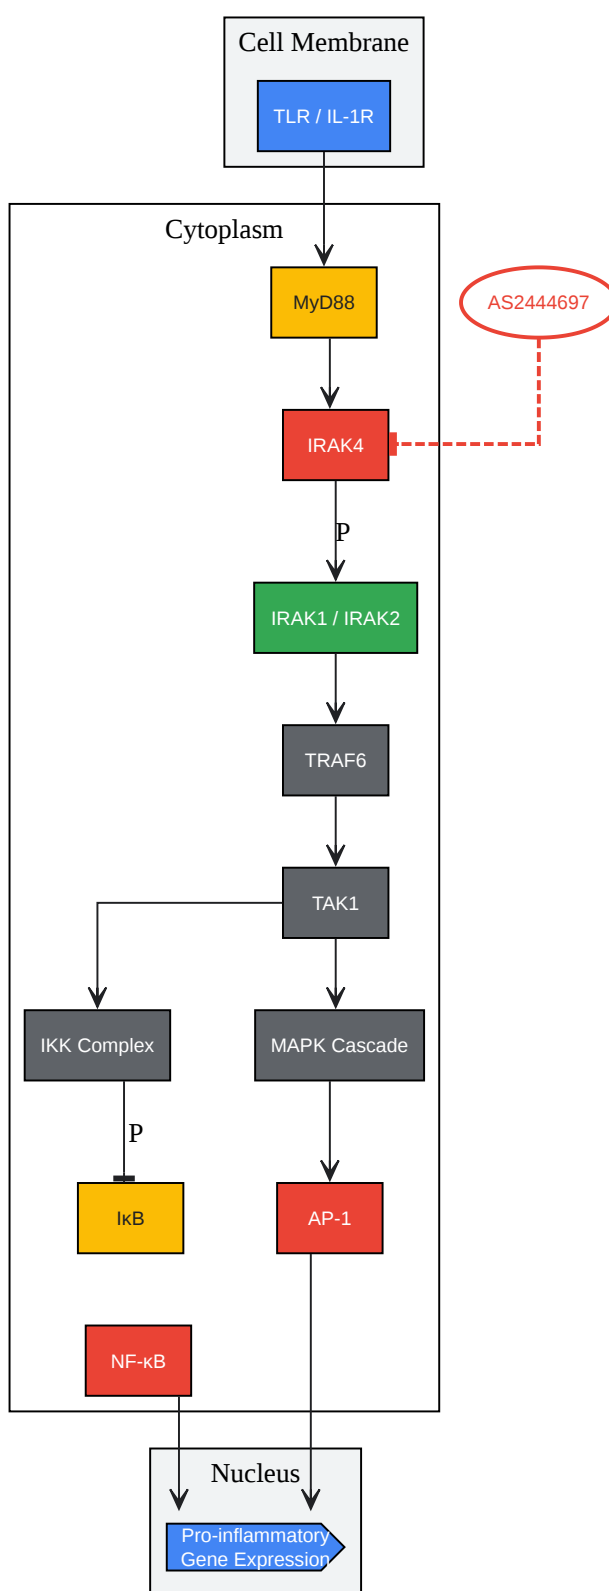 Cell Membrane
TLR / IL-1R
Cytoplasm
MyD88
AS2444697
IRAK4
P
IRAK1 / IRAK2
TRAF6
TAK1
IKK Complex
MAPK Cascade
P
IκB
AP-1
NF-κB
Nucleus
Pro-inflammatory
Gene Expression